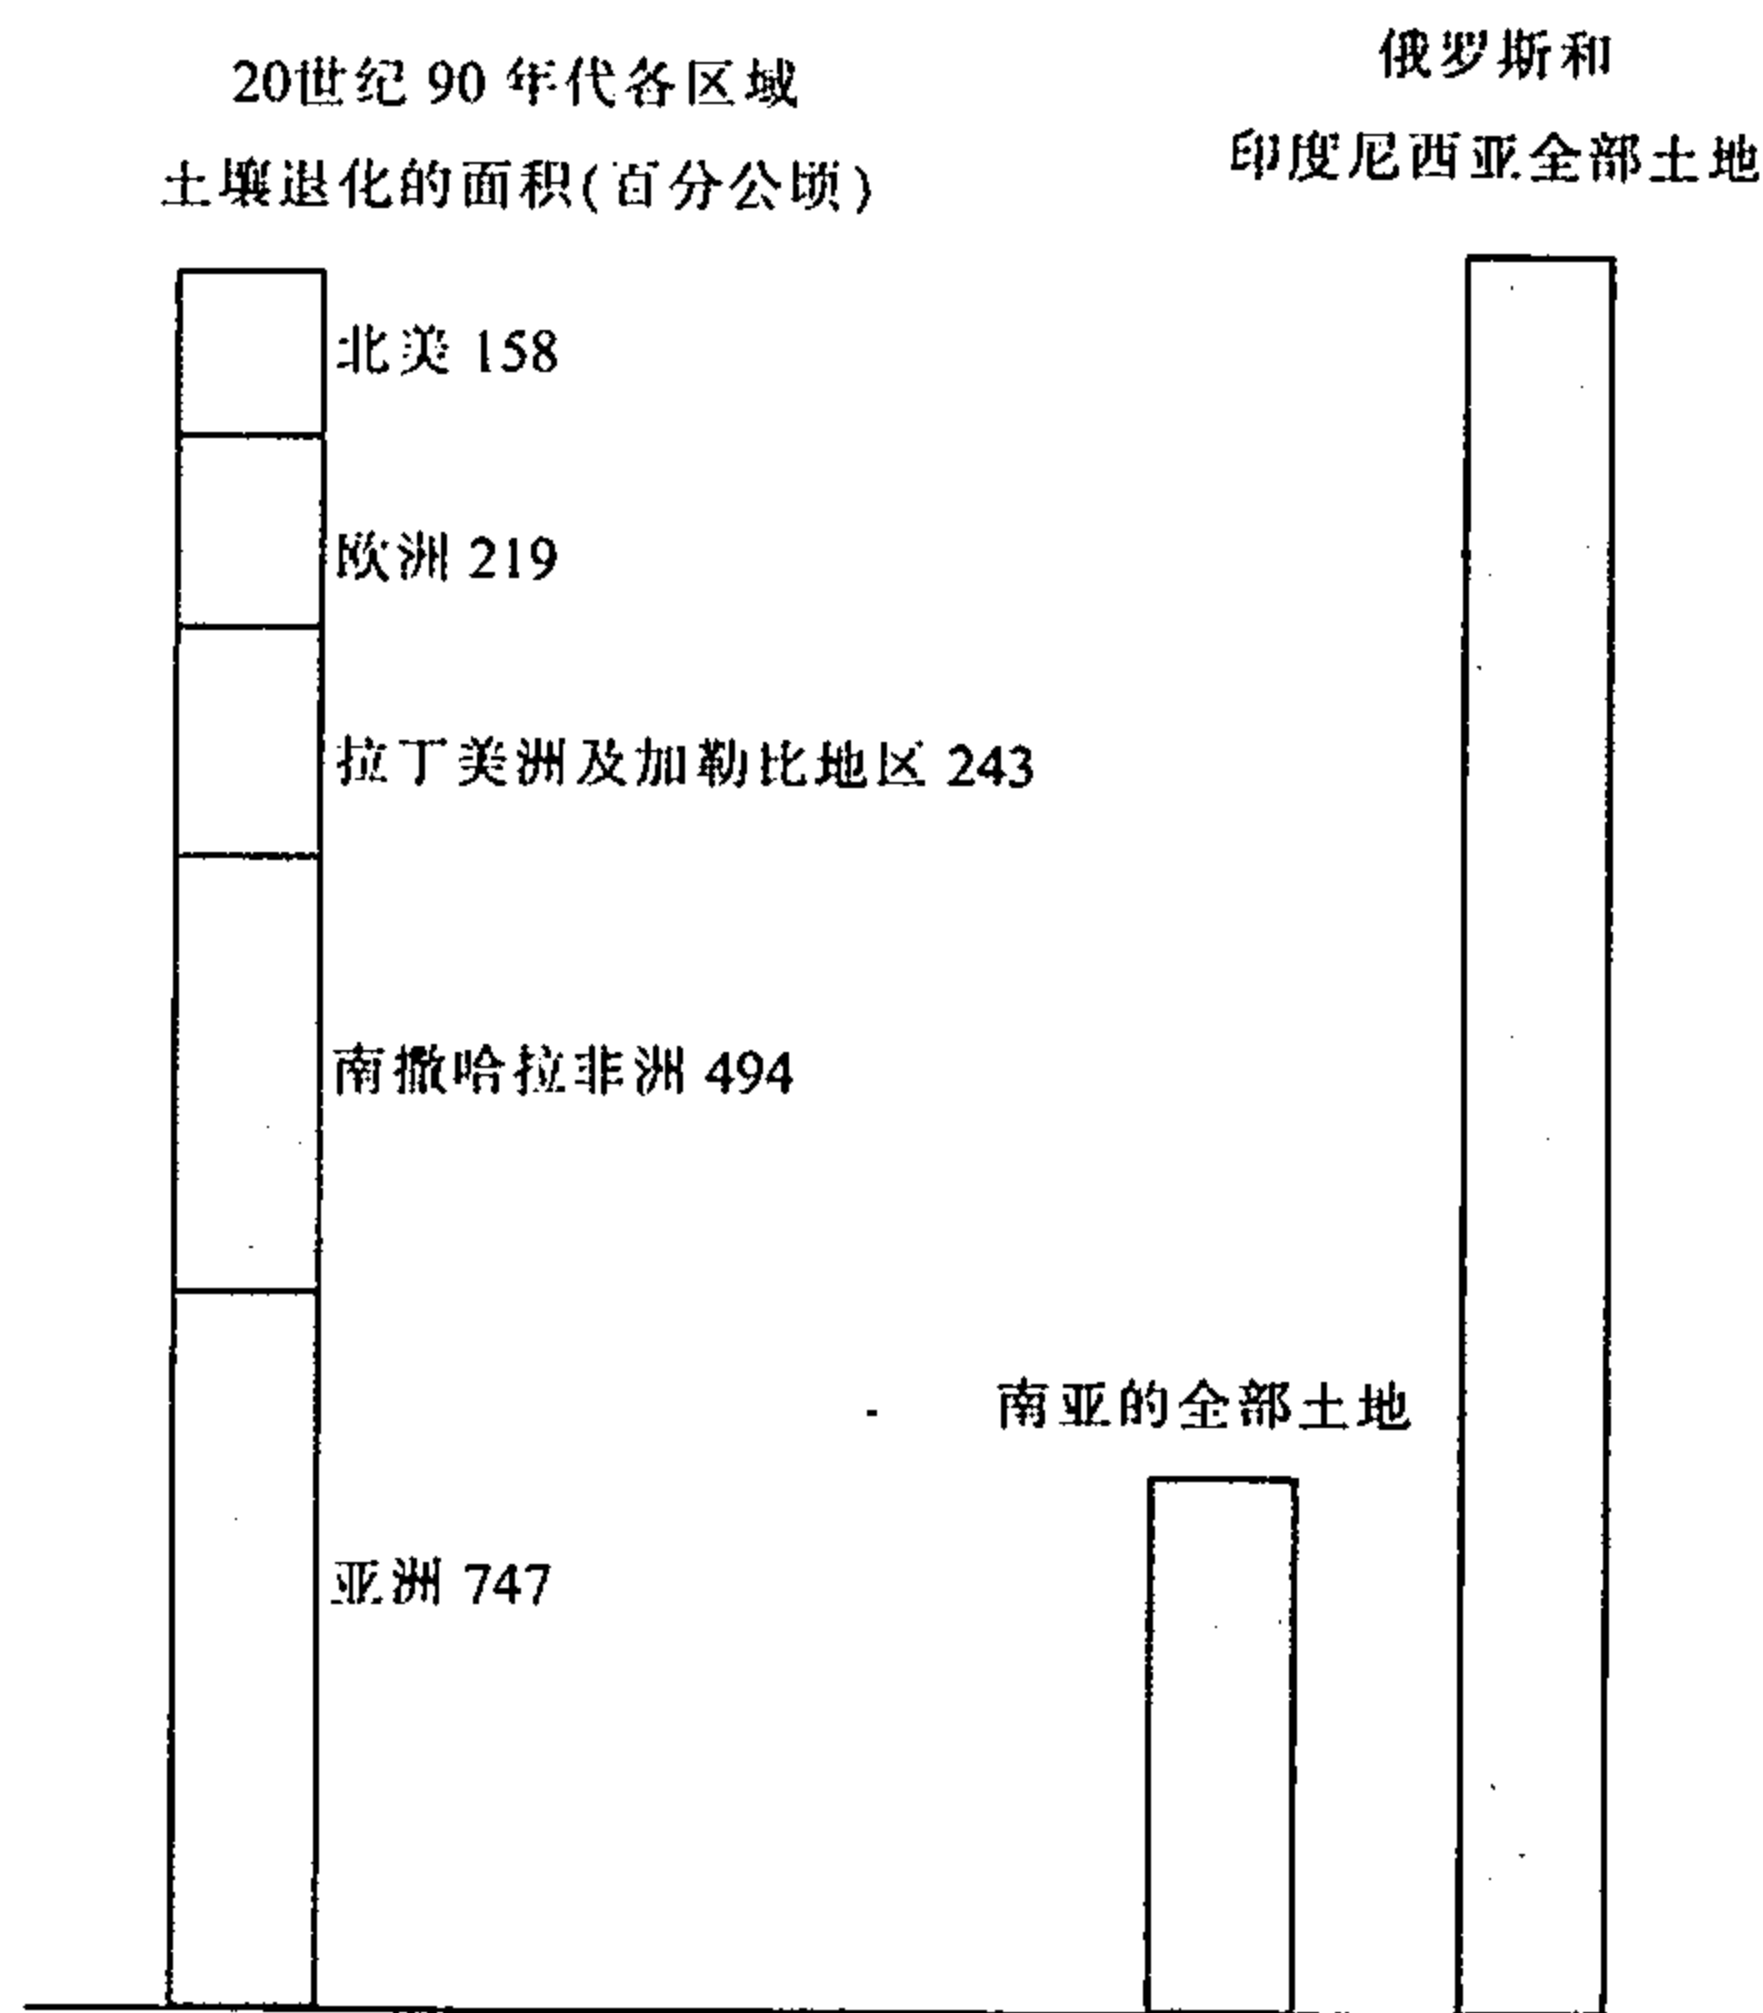 20世纪 90 年代各区域
土壤退化的面积(百分公顷)
俄罗斯和
印度尼西亚全部土地
北美 158
欧洲 219
拉丁美洲及加勒比地区 243
南撒哈拉非洲 494
南亚的全部土地
亚洲 747